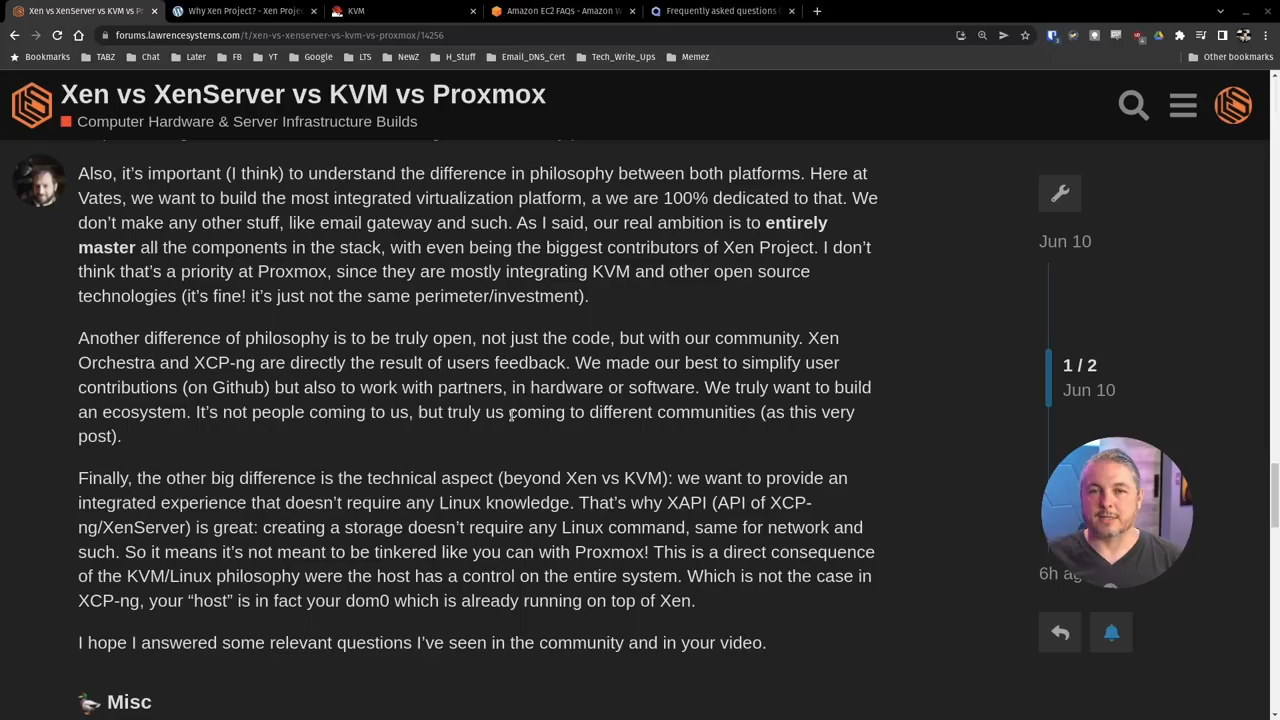 Xen vs XenServer vs KVM vs Pr
Why Xen Project? - Xen Proje
KVM
Amazon EC2 FAQs - Amazon W
Frequently asked questions (
forums.lawrencesystems.com/t/xen-vs-xenserver-vs-kvm-vs-proxmox/14256
Bookmarks TABZ Chat Later FB YT Google LTS NewZ H_Stuff Email_DNS_Cert Tech_Write_Ups Memez Other bookmarks
Xen vs XenServer vs KVM vs Proxmox
Computer Hardware & Server Infrastructure Builds
Also, it’s important (I think) to understand the difference in philosophy between both platforms. Here at
Vates, we want to build the most integrated virtualization platform, a we are 100% dedicated to that. We
don’t make any other stuff, like email gateway and such. As I said, our real ambition is to entirely
master all the components in the stack, with even being the biggest contributors of Xen Project. I don’t
think that’s a priority at Proxmox, since they are mostly integrating KVM and other open source
technologies (it’s fine! it’s just not the same perimeter/investment).
Another difference of philosophy is to be truly open, not just the code, but with our community. Xen
Orchestra and XCP-ng are directly the result of users feedback. We made our best to simplify user
contributions (on Github) but also to work with partners, in hardware or software. We truly want to build
an ecosystem. It’s not people coming to us, but truly us coming to different communities (as this very
post).
Finally, the other big difference is the technical aspect (beyond Xen vs KVM): we want to provide an
integrated experience that doesn’t require any Linux knowledge. That’s why XAPI (API of XCP-
ng/XenServer) is great: creating a storage doesn’t require any Linux command, same for network and
such. So it means it’s not meant to be tinkered like you can with Proxmox! This is a direct consequence
of the KVM/Linux philosophy were the host has a control on the entire system. Which is not the case in
XCP-ng, your “host” is in fact your dom0 which is already running on top of Xen.
I hope I answered some relevant questions I’ve seen in the community and in your video.
Misc
Jun 10
1 / 2
Jun 10
6h ag